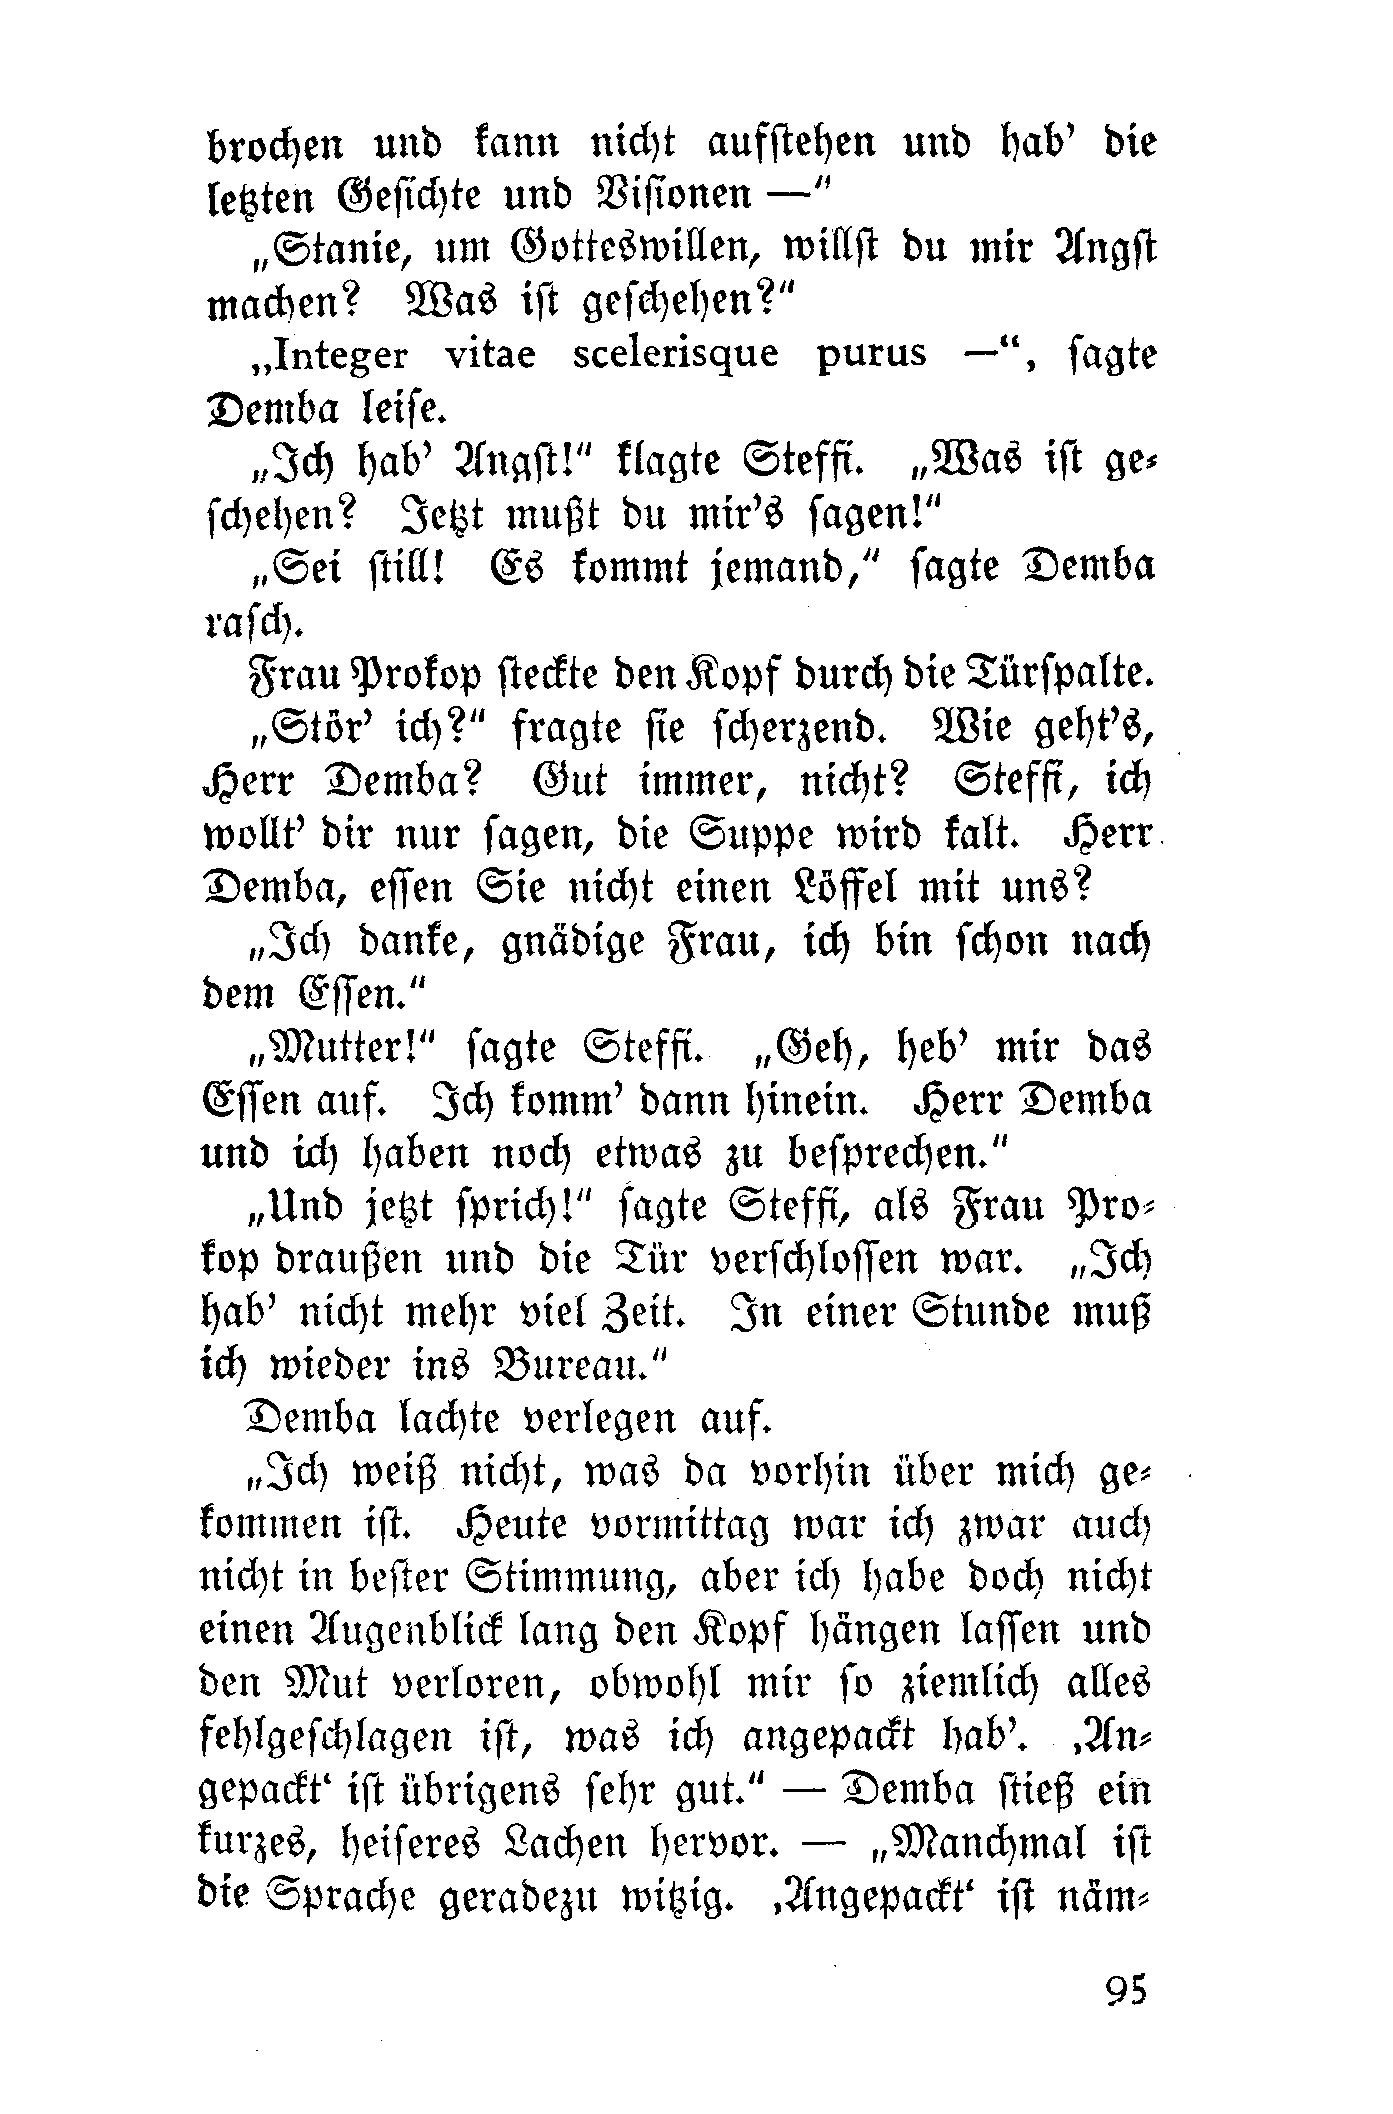 brochen und kann nicht aufstehen und hab' die
letzten Gesichte und Visionen —“
„Stanie, um Gotteswillen, willst du mir Angst
machen? Was ist geschehen?“
„Integer vitae scelerisque purus —“, sagte
Demba leise.
„Ich hab' Angst!“ klagte Steffi. „Was ist ge-
schehen? Jetzt mußt du mir's sagen!“
„Sei still! Es kommt jemand,“ sagte Demba
rasch.
Frau Prokop steckte den Kopf durch die Türspalte.
„Stör' ich?“ fragte sie scherzend. Wie geht's,
Herr Demba? Gut immer, nicht? Steffi, ich
wollt' dir nur sagen, die Suppe wird kalt. Herr
Demba, essen Sie nicht einen Löffel mit uns?
„Ich danke, gnädige Frau, ich bin schon nach
dem Essen.“
„Mutter!“ sagte Steffi. „Geh, heb' mir das
Essen auf. Ich komm' dann hinein. Herr Demba
und ich haben noch etwas zu besprechen.“
„Und jetzt sprich!“ sagte Steffi, als Frau Pro-
kop draußen und die Tür verschlossen war. „Ich
hab' nicht mehr viel Zeit. In einer Stunde muß
ich wieder ins Bureau.“
Demba lachte verlegen auf.
„Ich weiß nicht, was da vorhin über mich ge-
kommen ist. Heute vormittag war ich zwar auch
nicht in bester Stimmung, aber ich habe doch nicht
einen Augenblick lang den Kopf hängen lassen und
den Mut verloren, obwohl mir so ziemlich alles
fehlgeschlagen ist, was ich angepackt hab'. ‚An-
gepackt‘ ist übrigens sehr gut.“ — Demba stieß ein
kurzes, heiseres Lachen hervor. — „Manchmal ist
die Sprache geradezu witzig. ‚Angepackt‘ ist näm-
95